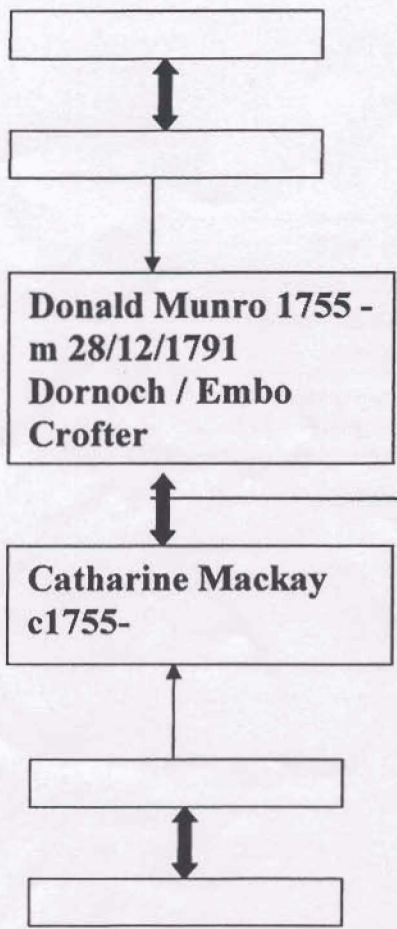 Donald Munro 1755 -
m 28/12/1791
Dornoch / Embo
Crofter
Catharine Mackay
c1755-